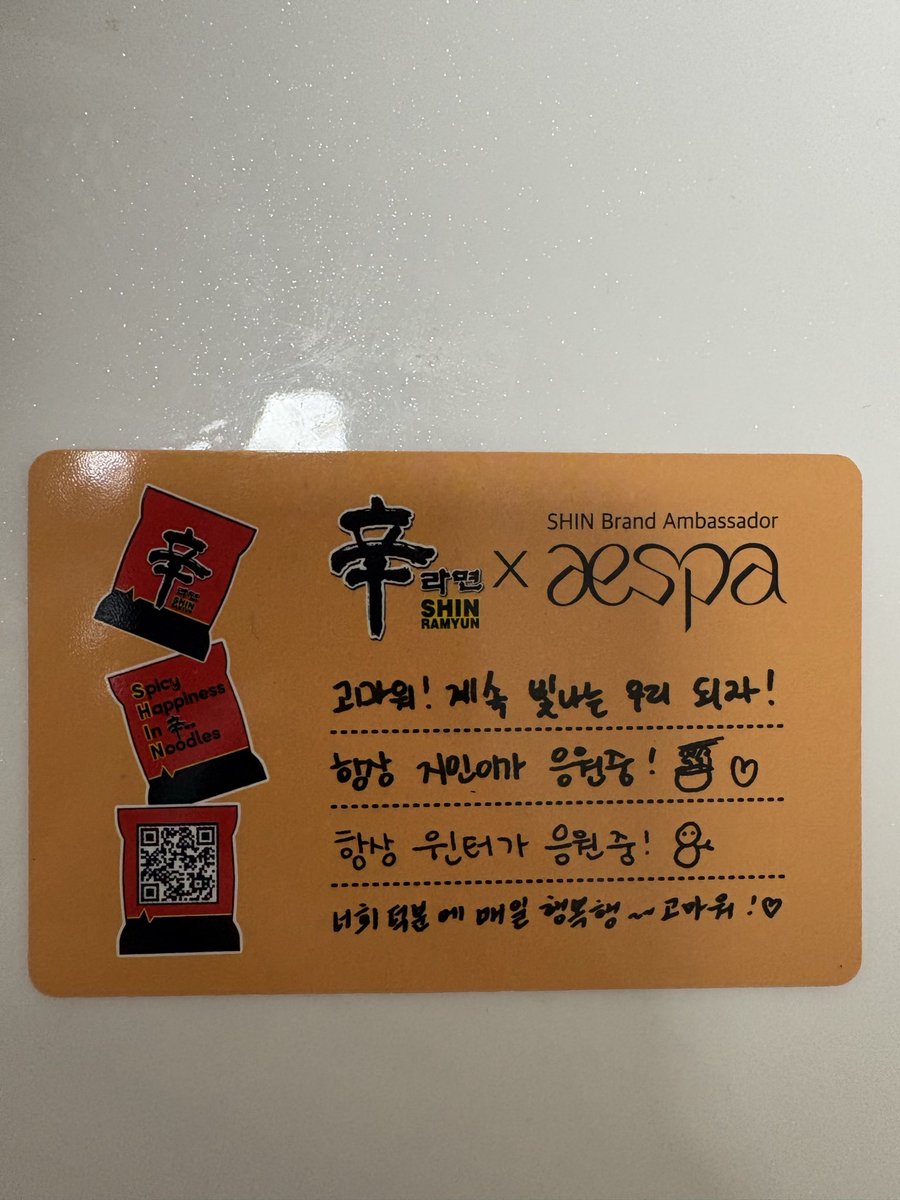 辛
라면
SHIN
RAMYUN
X
SHIN Brand Ambassador
aespa
辛
SHIN
Spicy
Happiness
In 辛
Noodles
고마워! 계속 빛나는 우리 되자!
항상 지민이가 응원중! ♡
항상 윈터가 응원중!
너희 덕분에 매일 행복행~ 고마워!♡